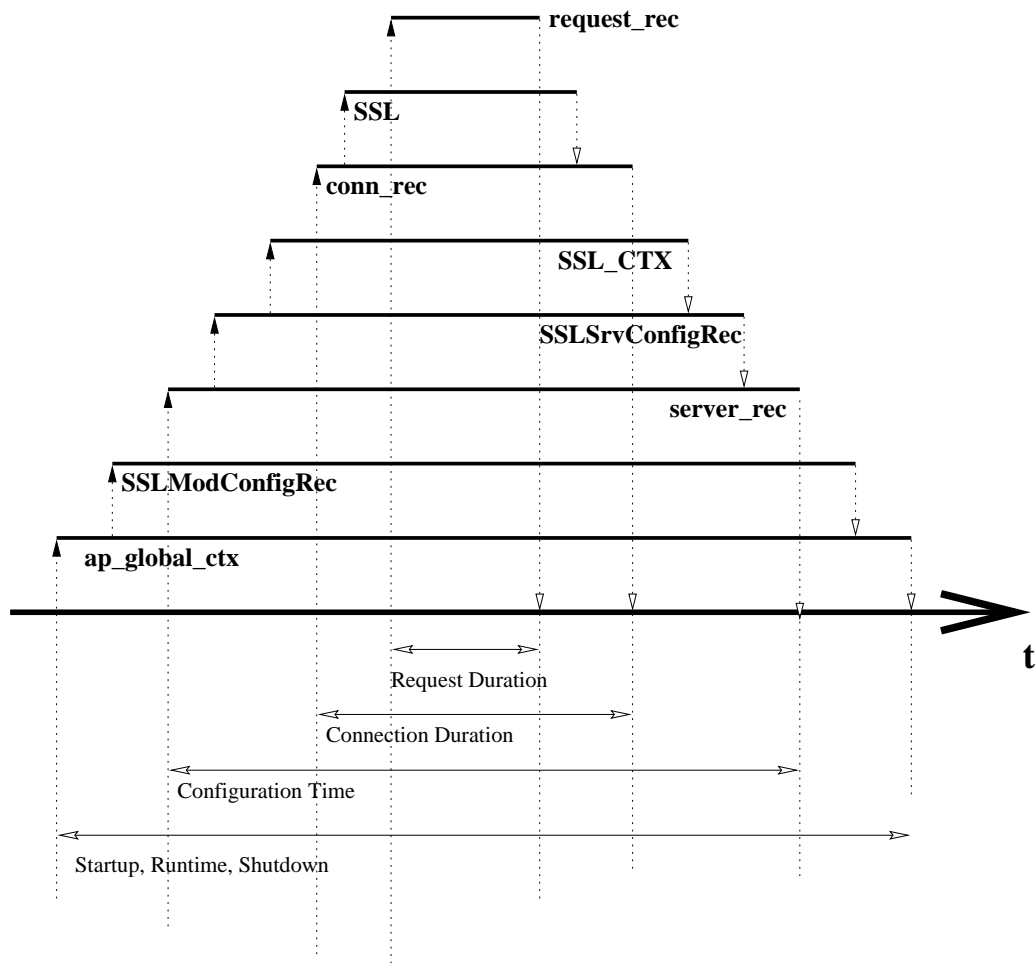 request_rec
SSL
conn_rec
SSL_CTX
SSLSrvConfigRec
server_rec
SSLModConfigRec
ap_global_ctx
t
Request Duration
Connection Duration
Configuration Time
Startup, Runtime, Shutdown